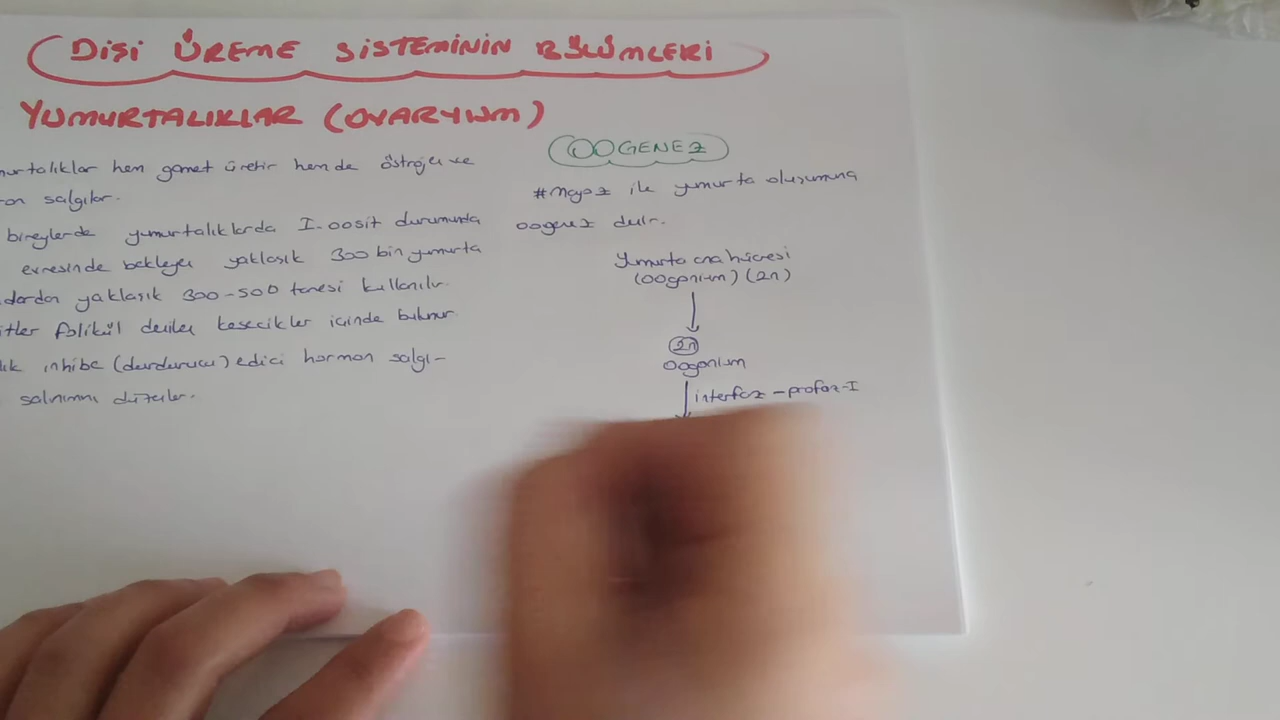 DİŞİ ÜREME SİSTEMİNİN BÖLÜMLERİ
YUMURTALIKLAR (OVARYUM)
murtalıklar hem gamet üretir hem de östrojen ve
on salgılar.
bireylerde yumurtalıklarda I. oosit durumunda
evresinde bekleyen yaklaşık 300 bin yumurta
lardan yaklaşık 300-500 tanesi kullanılır.
itler folikül denilen kesecikler içinde bulunur
lık inhibe (durdurucu) edici hormon salgı-
salınımını düzenler.
OOGENEZ
#Mayoz ile yumurta oluşumuna
oogenez denir.
Yumurta ana hücresi
(Oogonium) (2n)
2n
Oogonium
interfaz - profaz-I